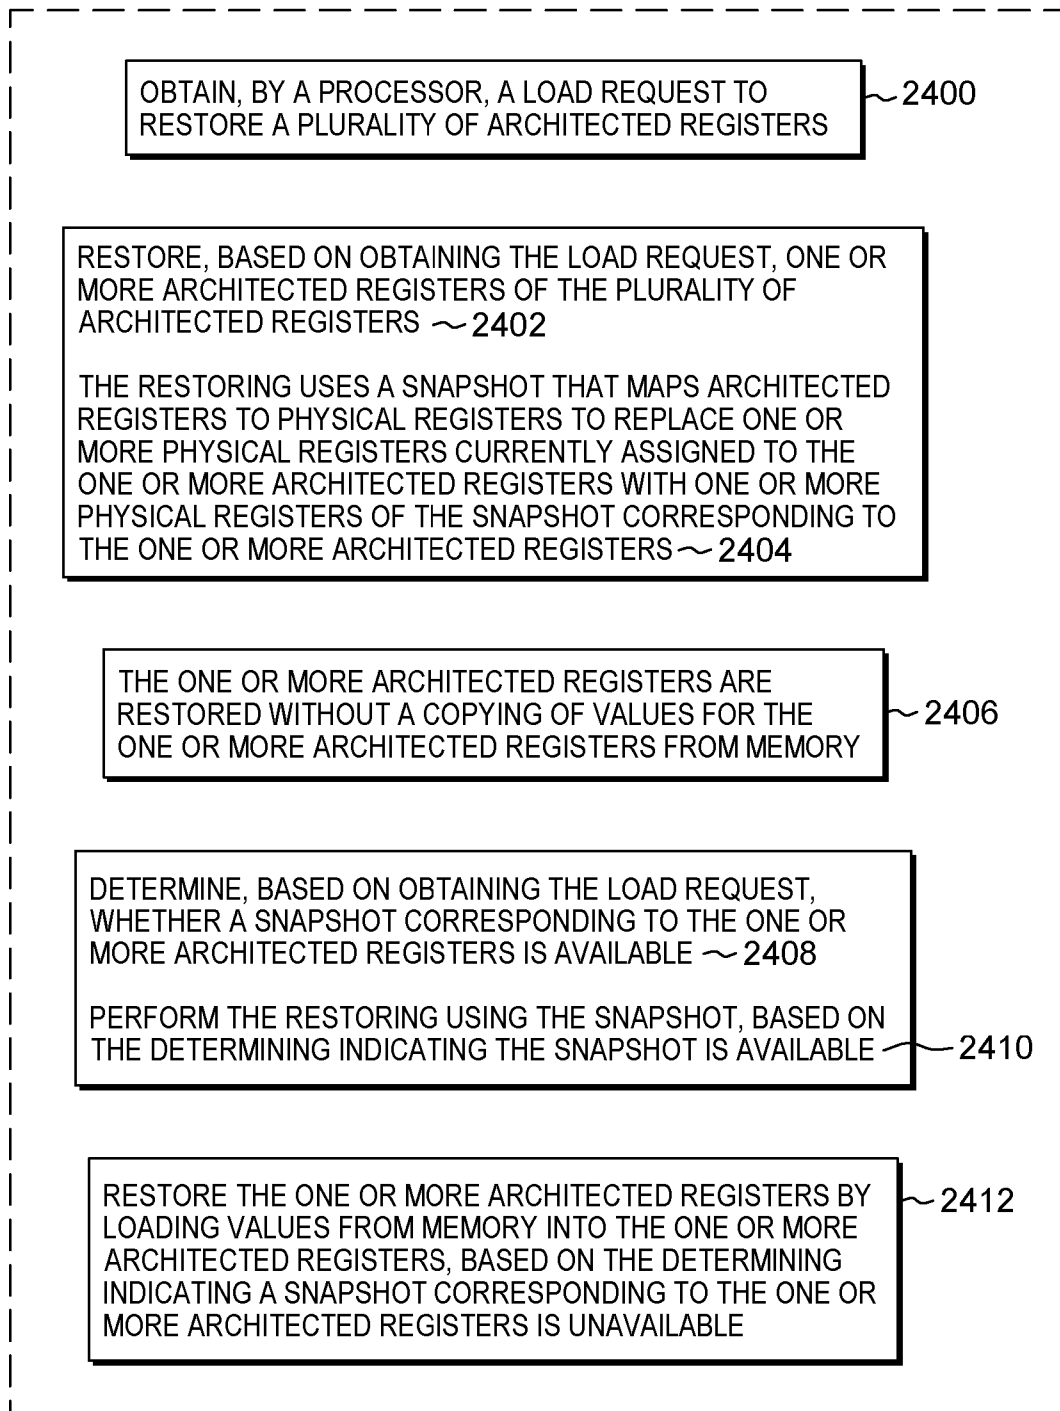 OBTAIN, BY A PROCESSOR, A LOAD REQUEST TO
RESTORE A PLURALITY OF ARCHITECTED REGISTERS
2400
RESTORE, BASED ON OBTAINING THE LOAD REQUEST, ONE OR
MORE ARCHITECTED REGISTERS OF THE PLURALITY OF
ARCHITECTED REGISTERS 2402
THE RESTORING USES A SNAPSHOT THAT MAPS ARCHITECTED
REGISTERS TO PHYSICAL REGISTERS TO REPLACE ONE OR
MORE PHYSICAL REGISTERS CURRENTLY ASSIGNED TO THE
ONE OR MORE ARCHITECTED REGISTERS WITH ONE OR MORE
PHYSICAL REGISTERS OF THE SNAPSHOT CORRESPONDING TO
THE ONE OR MORE ARCHITECTED REGISTERS 2404
THE ONE OR MORE ARCHITECTED REGISTERS ARE
RESTORED WITHOUT A COPYING OF VALUES FOR THE
ONE OR MORE ARCHITECTED REGISTERS FROM MEMORY
2406
DETERMINE, BASED ON OBTAINING THE LOAD REQUEST,
WHETHER A SNAPSHOT CORRESPONDING TO THE ONE OR
MORE ARCHITECTED REGISTERS IS AVAILABLE 2408
PERFORM THE RESTORING USING THE SNAPSHOT, BASED ON
THE DETERMINING INDICATING THE SNAPSHOT IS AVAILABLE 2410
RESTORE THE ONE OR MORE ARCHITECTED REGISTERS BY
LOADING VALUES FROM MEMORY INTO THE ONE OR MORE
ARCHITECTED REGISTERS, BASED ON THE DETERMINING
INDICATING A SNAPSHOT CORRESPONDING TO THE ONE OR
MORE ARCHITECTED REGISTERS IS UNAVAILABLE
2412